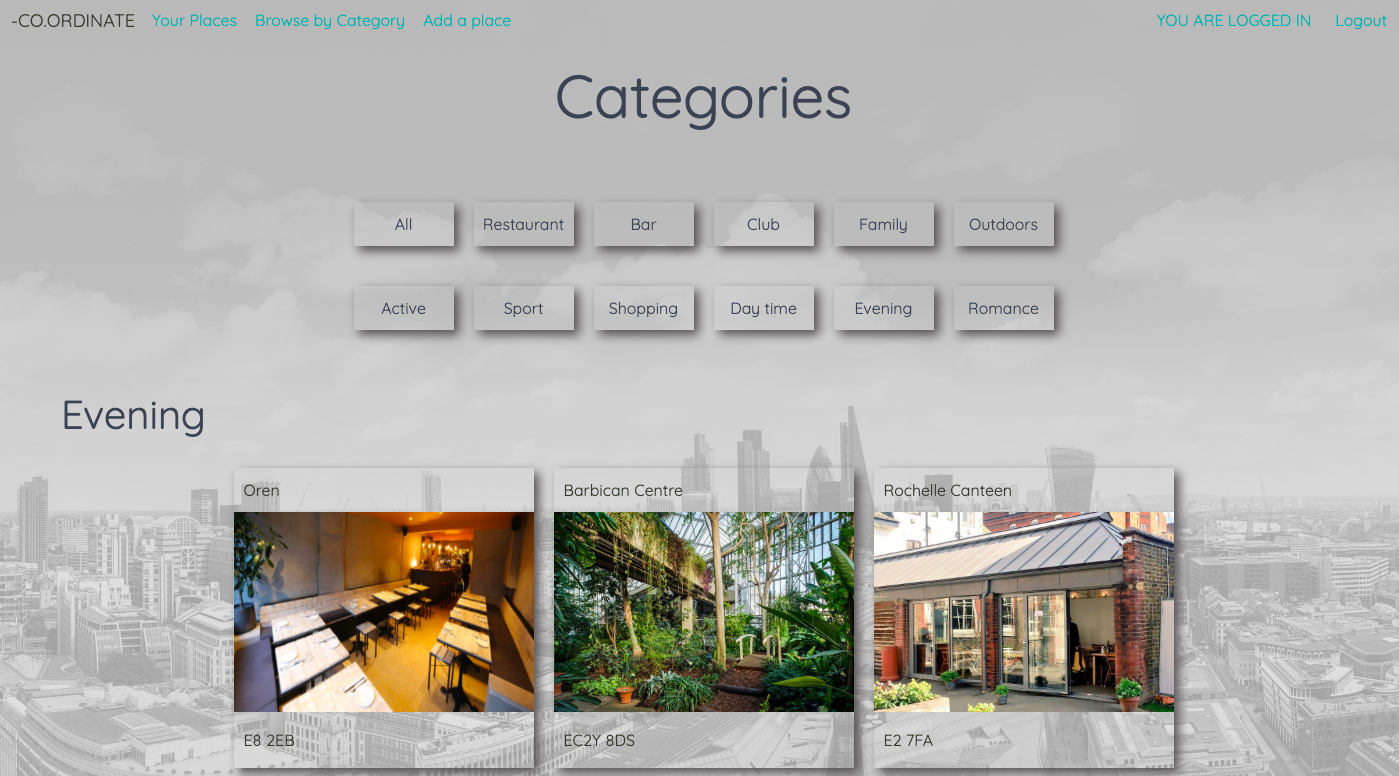 -CO.ORDINATE Your Places Browse by Category Add a place YOU ARE LOGGED IN Logout
Categories
All Restaurant Bar Club Family Outdoors
Active Sport Shopping Day time Evening Romance
Evening
Oren Barbican Centre Rochelle Canteen
E8 2EB EC2Y 8DS E2 7FA